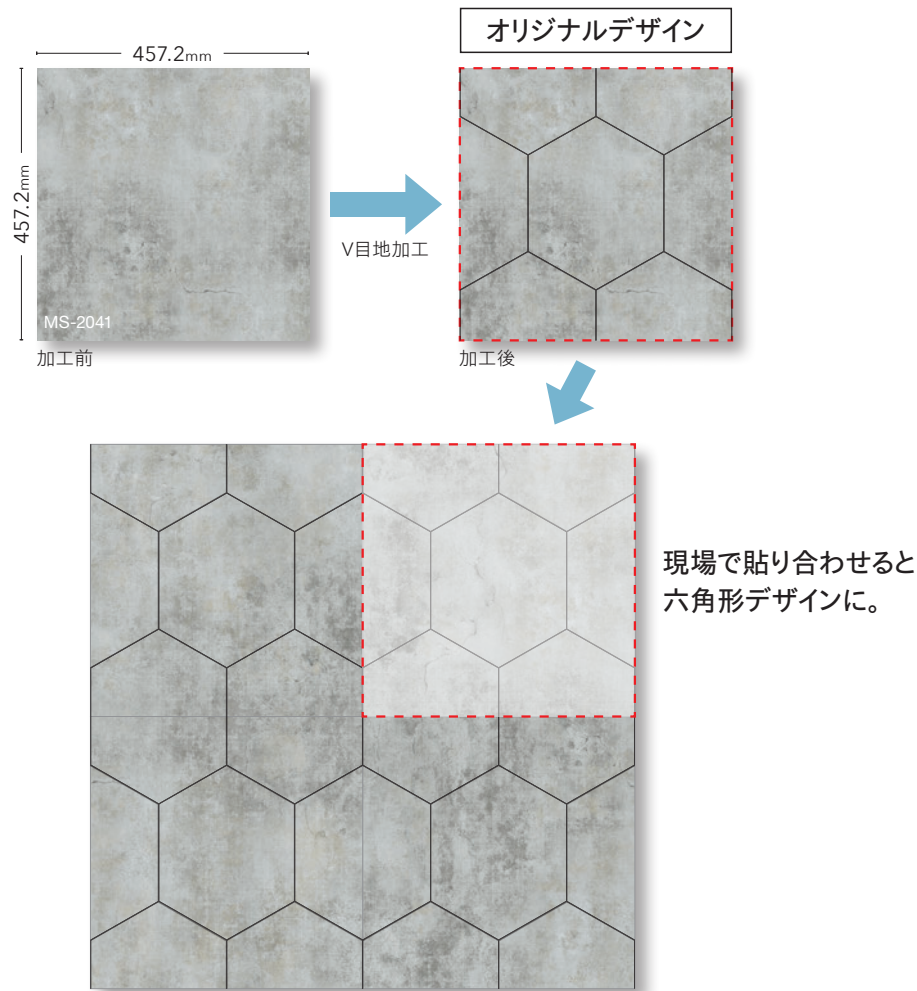 オリジナルデザイン
457.2mm
457.2mm
V目地加工
MS-2041
加工前
加工後
現場で貼り合わせると
六角形デザインに。